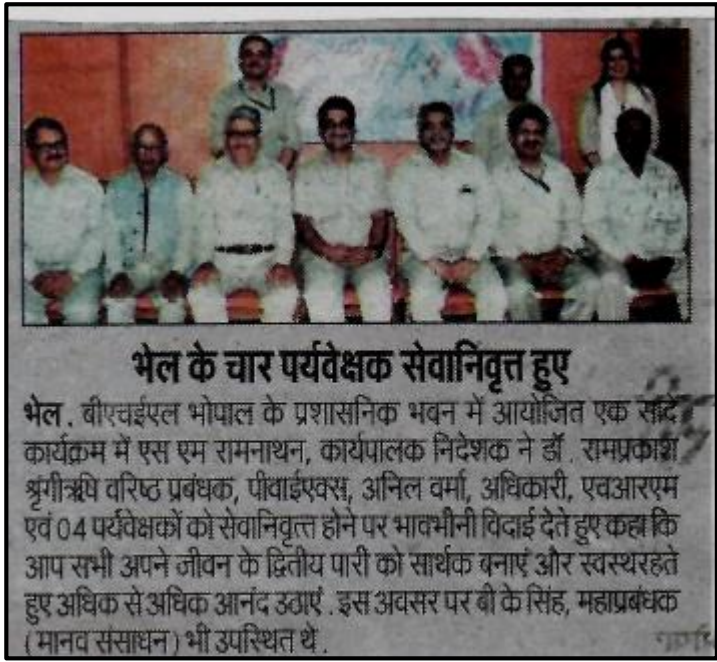 भेल के चार पर्यवेक्षक सेवानिवृत्त हुए
भेल. बीएचईएल भोपाल के प्रशासनिक भवन में आयोजित एक सादे
कार्यक्रम में एस एम रामनाथन, कार्यपालक निदेशक ने डॉ. रामप्रकाश
श्रृगीऋषि वरिष्ठ प्रबंधक, पीवाईएक्स, अनिल वर्मा, अधिकारी, एचआरएम
एवं 04 पर्यवेक्षकों को सेवानिवृत्त होने पर भावभीनी विदाई देते हुए कहा कि
आप सभी अपने जीवन के द्वितीय पारी को सार्थक बनाएं और स्वस्थरहते
हुए अधिक से अधिक आनंद उठाएं. इस अवसर पर बी के सिंह, महाप्रबंधक
(मानव संसाधन) भी उपस्थित थे.